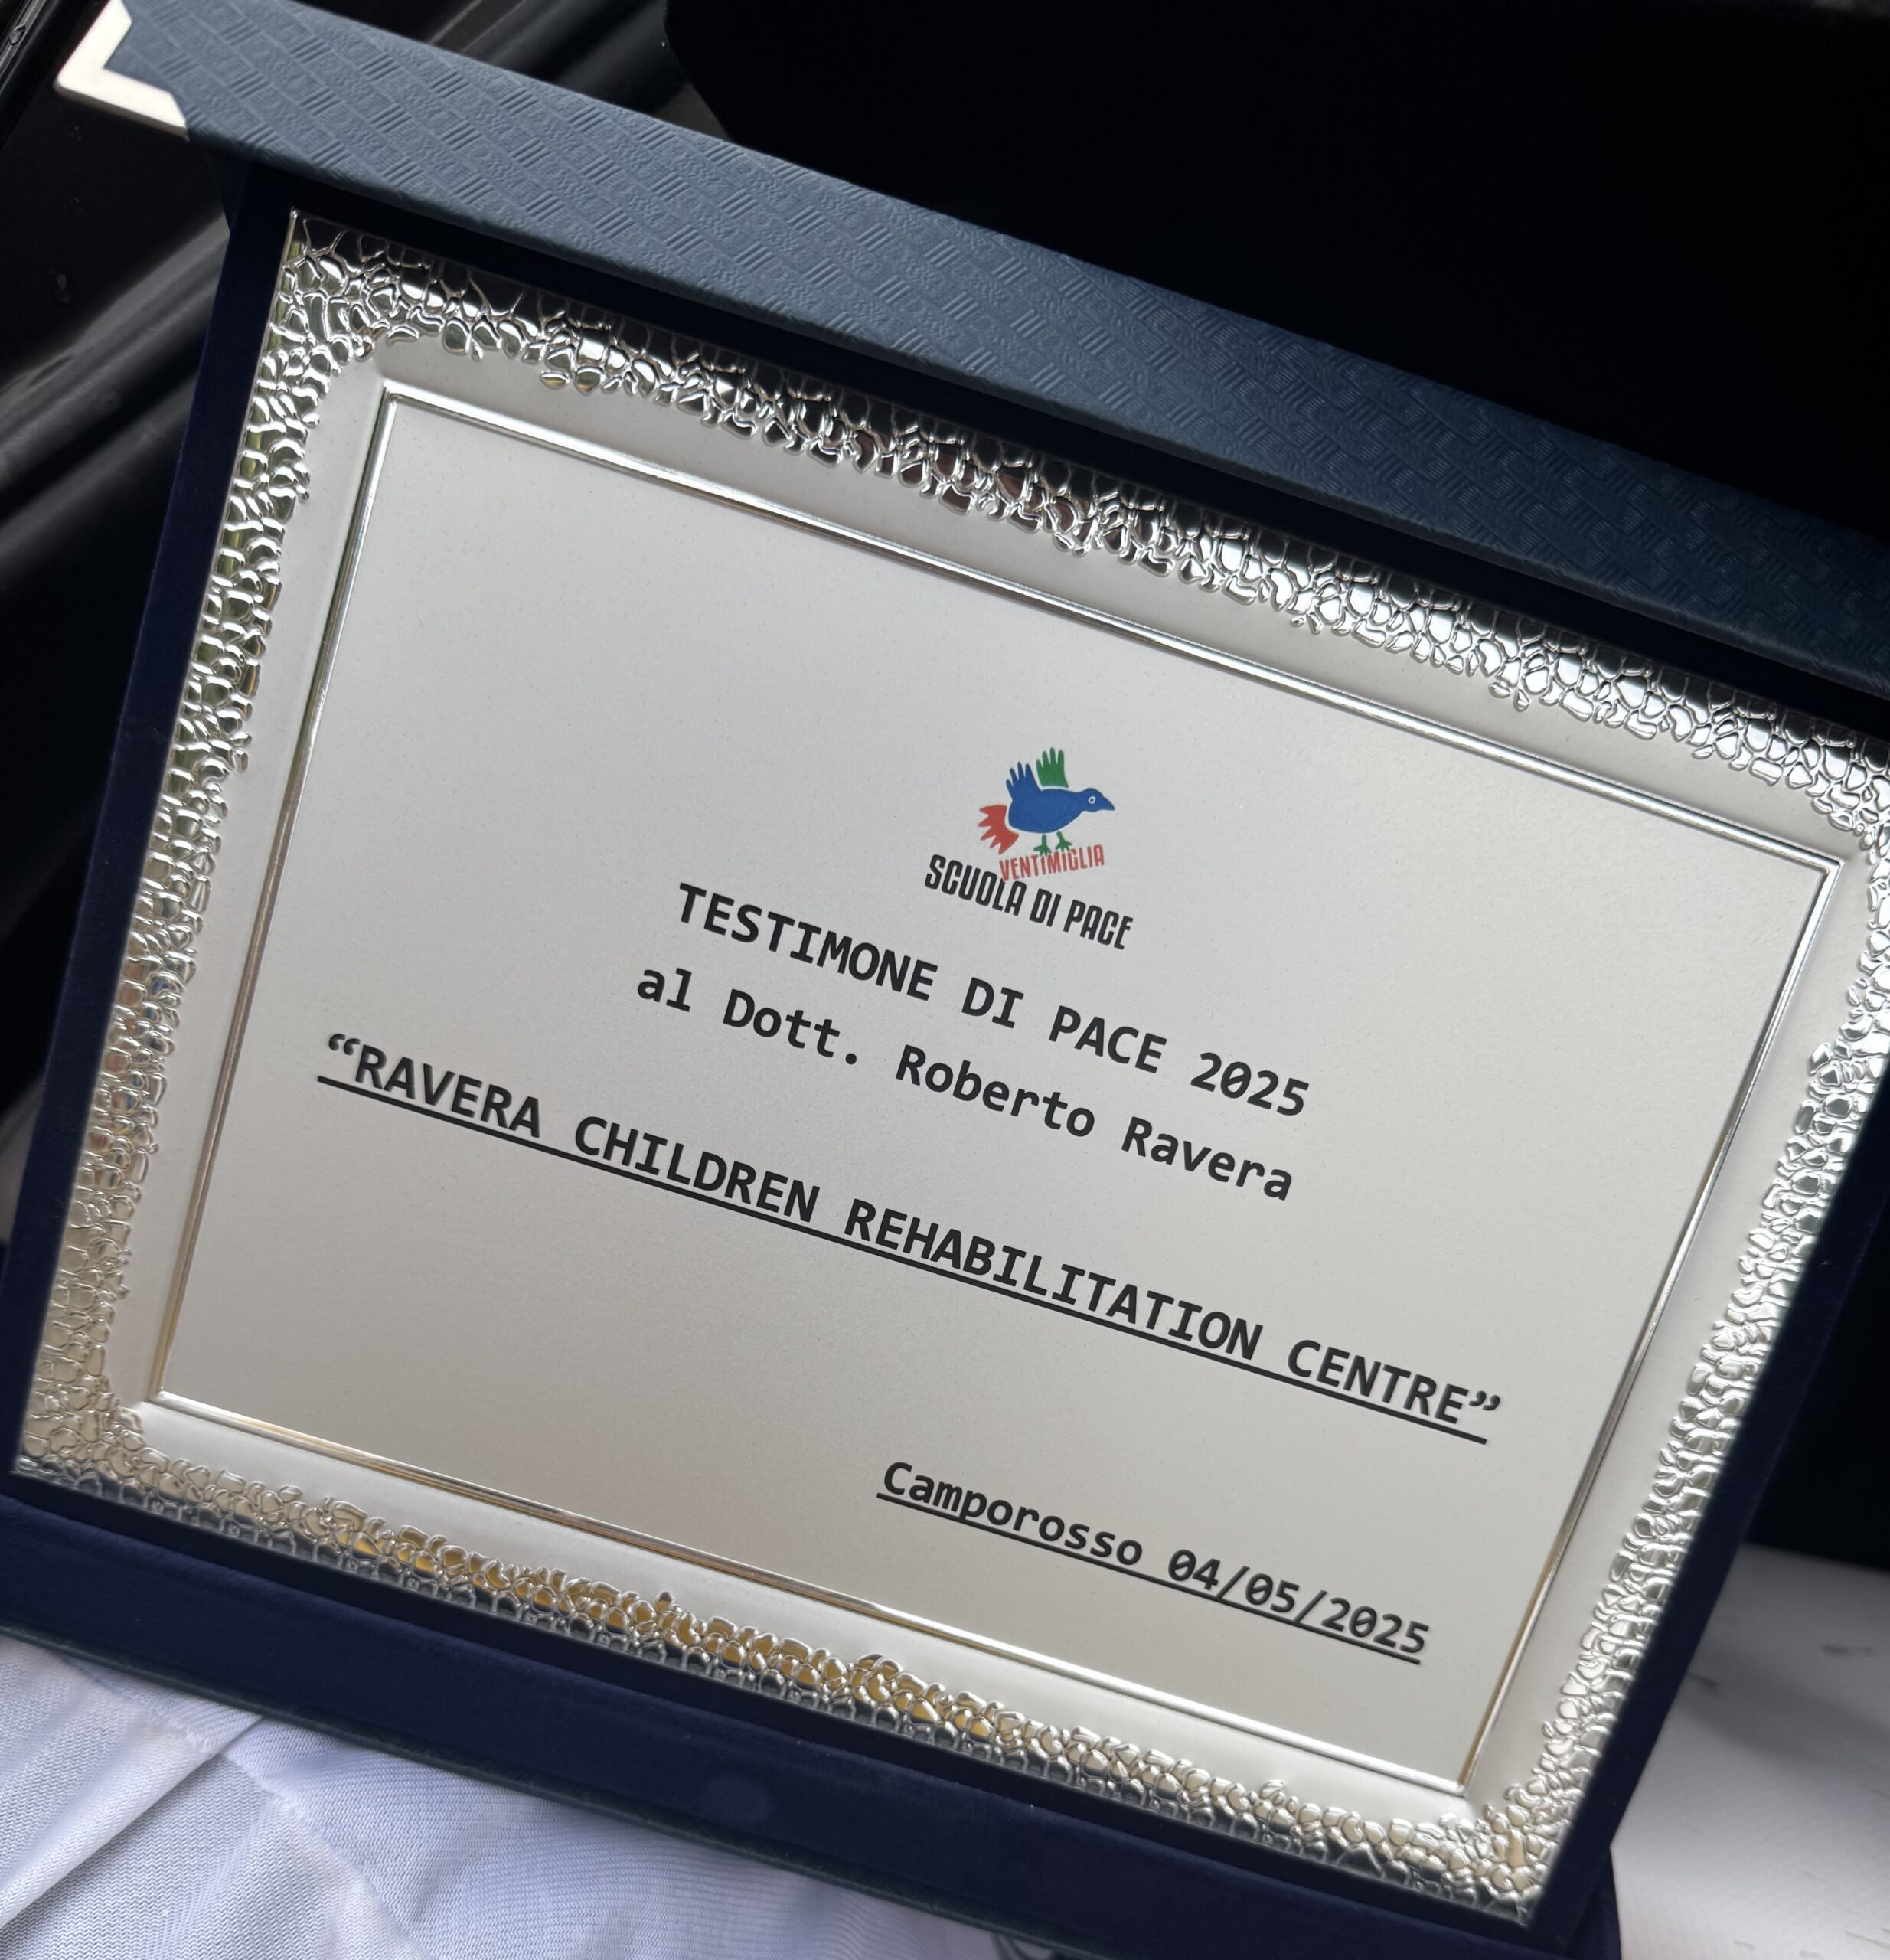 VENTIMIGLIA
SCUOLA DI PACE
TESTIMONE DI PACE 2025
al Dott. Roberto Ravera
“RAVERA CHILDREN REHABILITATION CENTRE”
Camporosso 04/05/2025